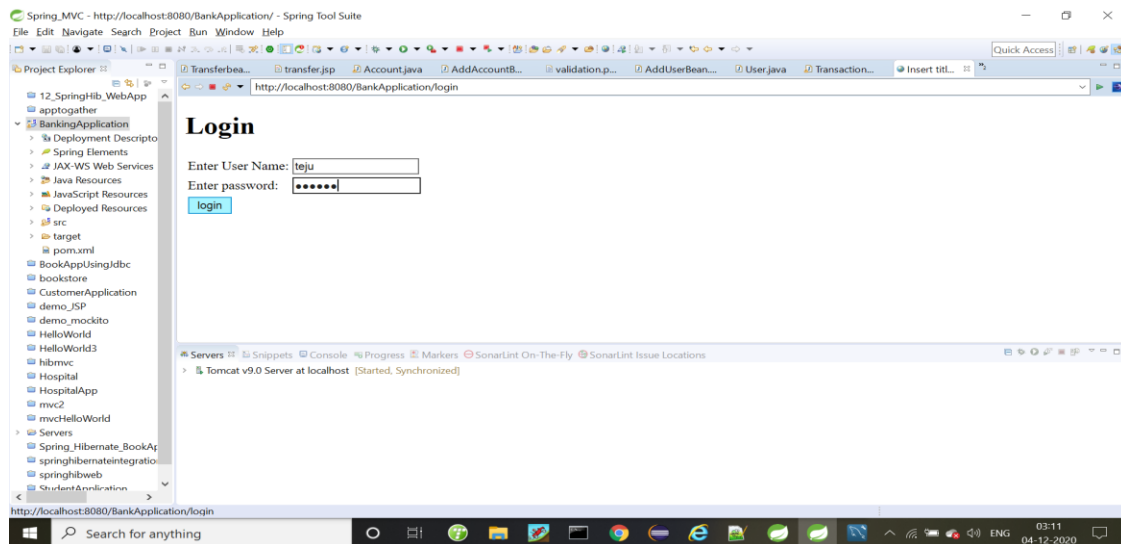 Spring_MVC - http://localhost:8080/BankApplication/ - Spring Tool Suite
File Edit Navigate Search Project Run Window Help
Quick Access
Project Explorer
Transferbea... transfer.jsp Account.java AddAccountB... validation.p... AddUserBean.... User.java Transaction... Insert titl... "2
http://localhost:8080/BankApplication/login
12_SpringHib_WebApp
apptogather
BankingApplication
Deployment Descripto
Spring Elements
JAX-WS Web Services
Java Resources
JavaScript Resources
Deployed Resources
src
target
pom.xml
BookAppUsingJdbc
bookstore
CustomerApplication
demo_JSP
demo_mockito
HelloWorld
HelloWorld3
hibmvc
Hospital
HospitalApp
mvc2
mvcHelloWorld
Servers
Spring_Hibernate_BookAp
springhibernateintegratio
springhibweb
StudentApplication
Login
Enter User Name: teju
Enter password: ••••••
login
Servers Snippets Console Progress Markers SonarLint On-The-Fly SonarLint Issue Locations
Tomcat v9.0 Server at localhost [Started, Synchronized]
http://localhost:8080/BankApplication/login
Search for anything
ENG
03:11
04-12-2020